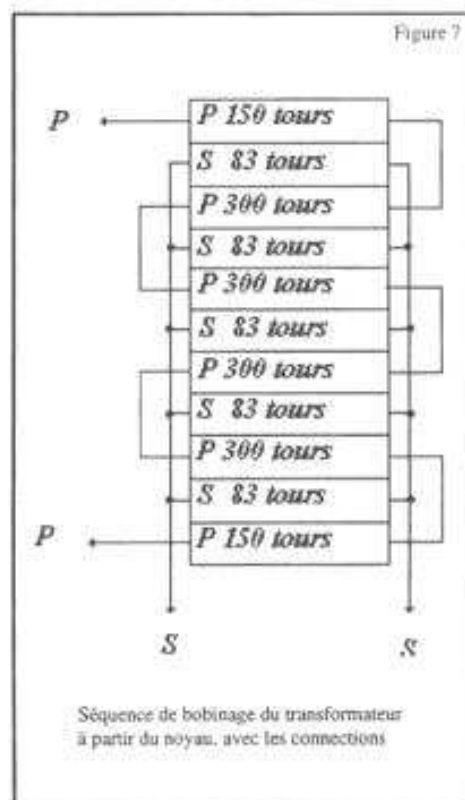 Figure 7
P
P 150 tours
S 83 tours
P 300 tours
S 83 tours
P 300 tours
S 83 tours
P 300 tours
S 83 tours
P 300 tours
S 83 tours
P
P 150 tours
S
S
Séquence de bobinage du transformateur
à partir du noyau, avec les connections